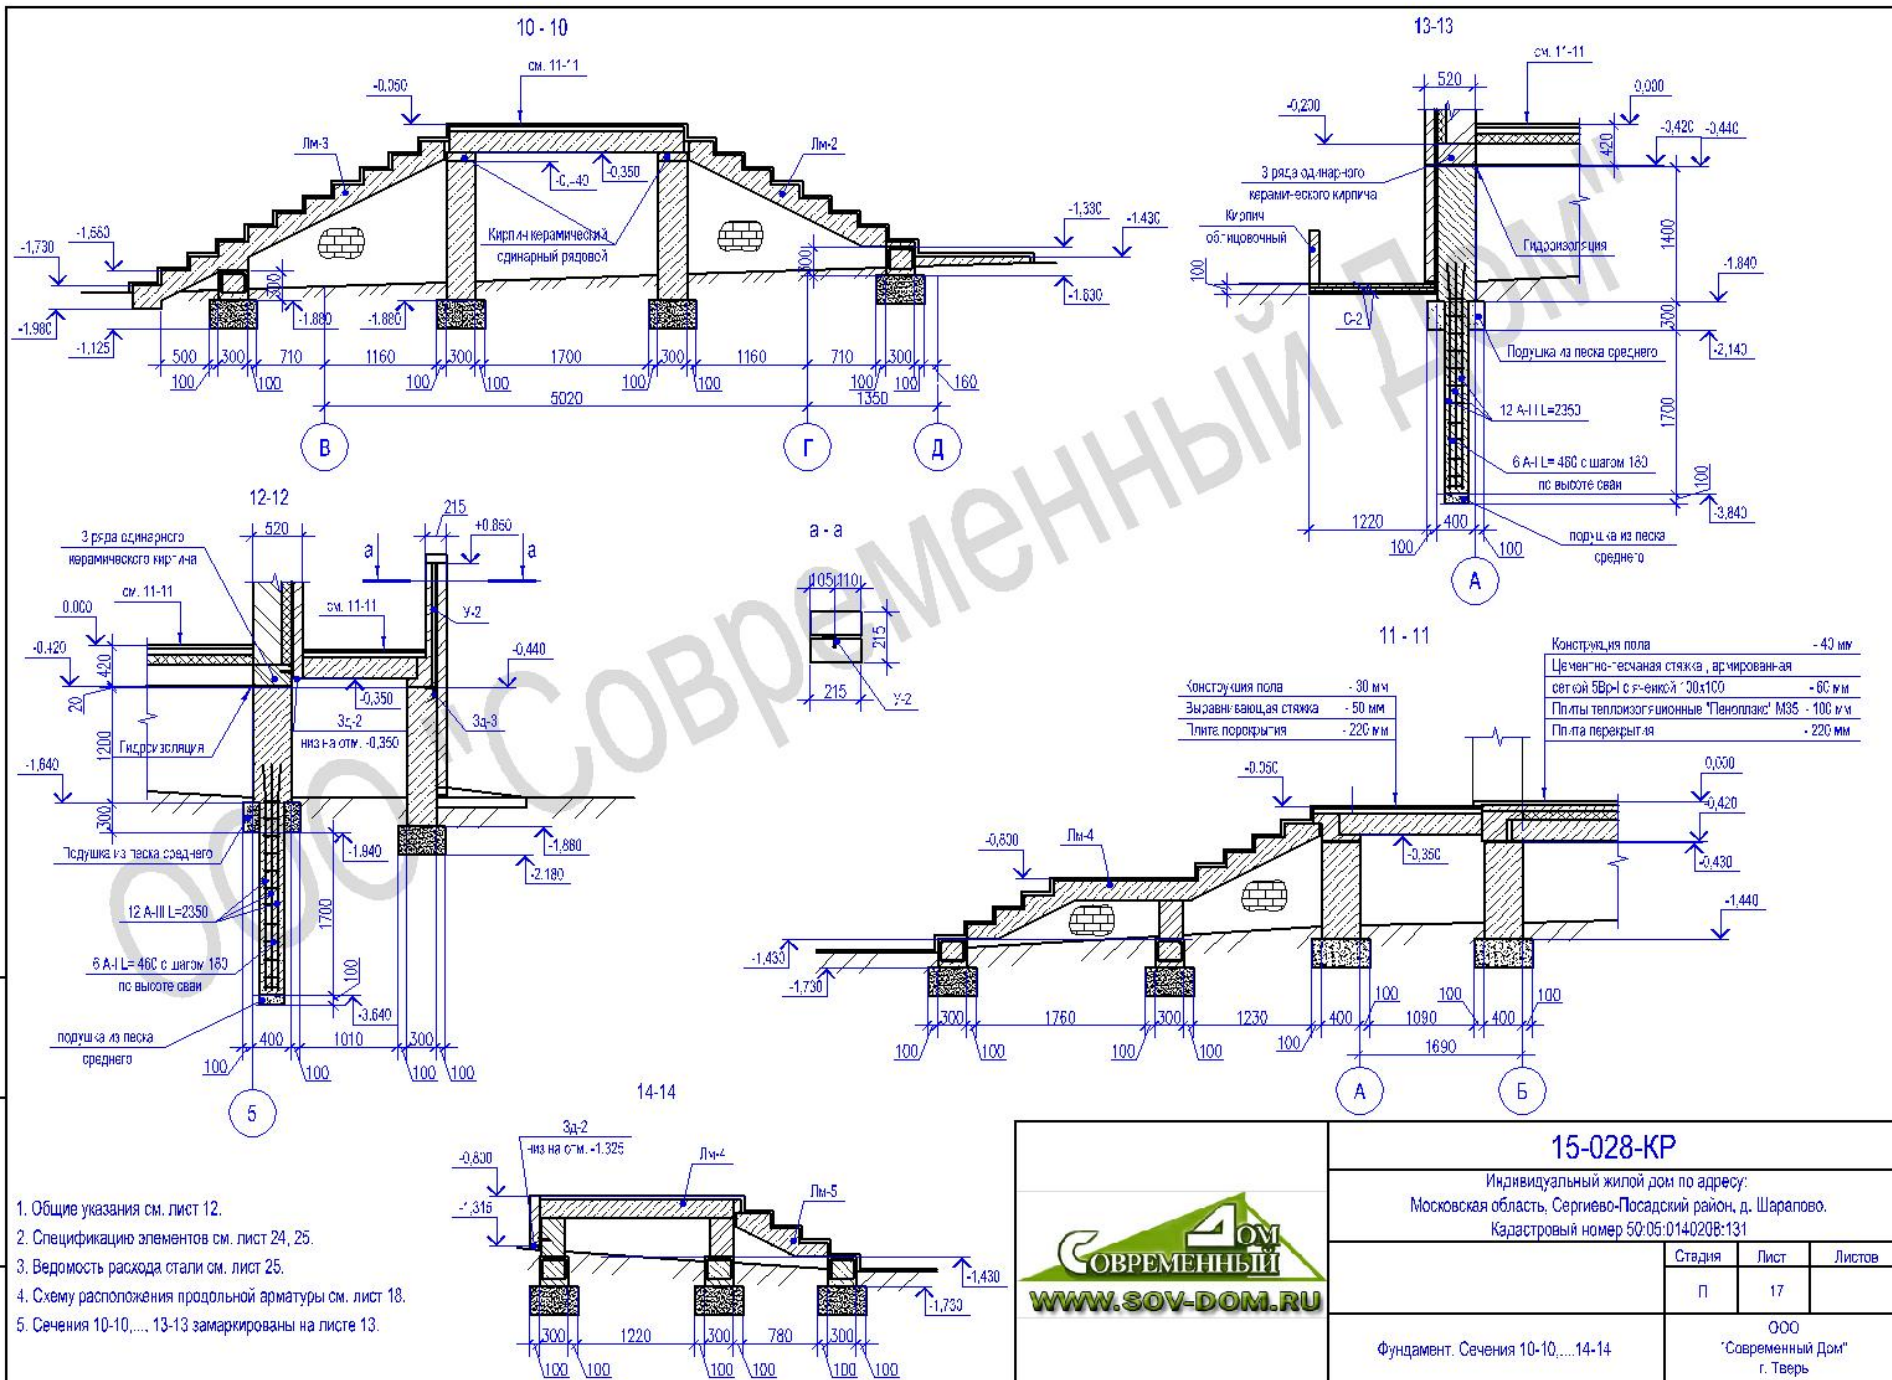 10 - 10
см. 11-11
-0.050
Лм-3
Лм-2
-0,350
Кирпич керамический
одинарный рядовой
-1,730
-1,980
-1,125
-1.880
-1.880
300
-1,330
-1.430
-1.630
500
300
710
1160
300
1700
300
1160
710
300
100
100
100
100
100
100
100
100
160
5020
1350
В
Г
Д
13-13
см. 11-11
520
0,000
-0,200
-0,420
-0,440
420
3 ряда одинарного
керамического кирпича
Кирпич
облицовочный
Гидроизоляция
1400
100
-1.840
С-2
300
Подушка из песка среднего
-2,140
12 А-III L=2350
1700
6 А-I L= 460 с шагом 180
по высоте сваи
100
-3,840
1220
400
100
100
подушка из песка
среднего
А
12-12
520
215
+0.860
3 ряда одинарного
керамического кирпича
а
а
см. 11-11
см. 11-11
У-2
0.000
-0.420
420
20
-0,440
-0,350
Зд-2
низ на отм. -0,350
Зд-3
Гидроизоляция
1200
-1,640
300
Подушка из песка среднего
-1.940
-1,880
-2.180
12 А-III L=2350
1700
6 А-I L= 460 с шагом 180
по высоте сваи
100
-3.640
подушка из песка
среднего
400
1010
300
100
100
100
100
5
а - а
105
110
215
215
У-2
11 - 11
Конструкция пола - 30 мм
Выравнивающая стяжка - 50 мм
Плита перекрытия - 220 мм
Конструкция пола - 40 мм
Цементно-песчаная стяжка , армированная
сеткой 5Вр-I с ячейкой 100х100 - 60 мм
Плиты теплоизоляционные "Пеноплэкс" М35 - 100 мм
Плита перекрытия - 220 мм
-0.050
0,000
-0,420
-0,430
-0,800
Лм-4
-0,350
-1,440
-1,430
-1,730
300
1760
300
1230
400
1090
400
100
100
100
100
100
100
100
100
1690
А
Б
14-14
Зд-2
низ на отм. -1.325
-0,800
Лм-4
Лм-5
-1,315
-1,430
-1,730
300
1220
300
780
300
100
100
100
100
100
100
1. Общие указания см. лист 12.
2. Спецификацию элементов см. лист 24, 25.
3. Ведомость расхода стали см. лист 25.
4. Схему расположения продольной арматуры см. лист 18.
5. Сечения 10-10,..., 13-13 замаркированы на листе 13.
ООО "Современный Дом"
СОВРЕМЕННЫЙ ДОМ
WWW.SOV-DOM.RU
15-028-КР
Индивидуальный жилой дом по адресу:
Московская область, Сергиево-Посадский район, д. Шарапово.
Кадастровый номер 50:05:0140208:131
Стадия Лист Листов
П 17
Фундамент. Сечения 10-10,....14-14
ООО
"Современный Дом"
г. Тверь